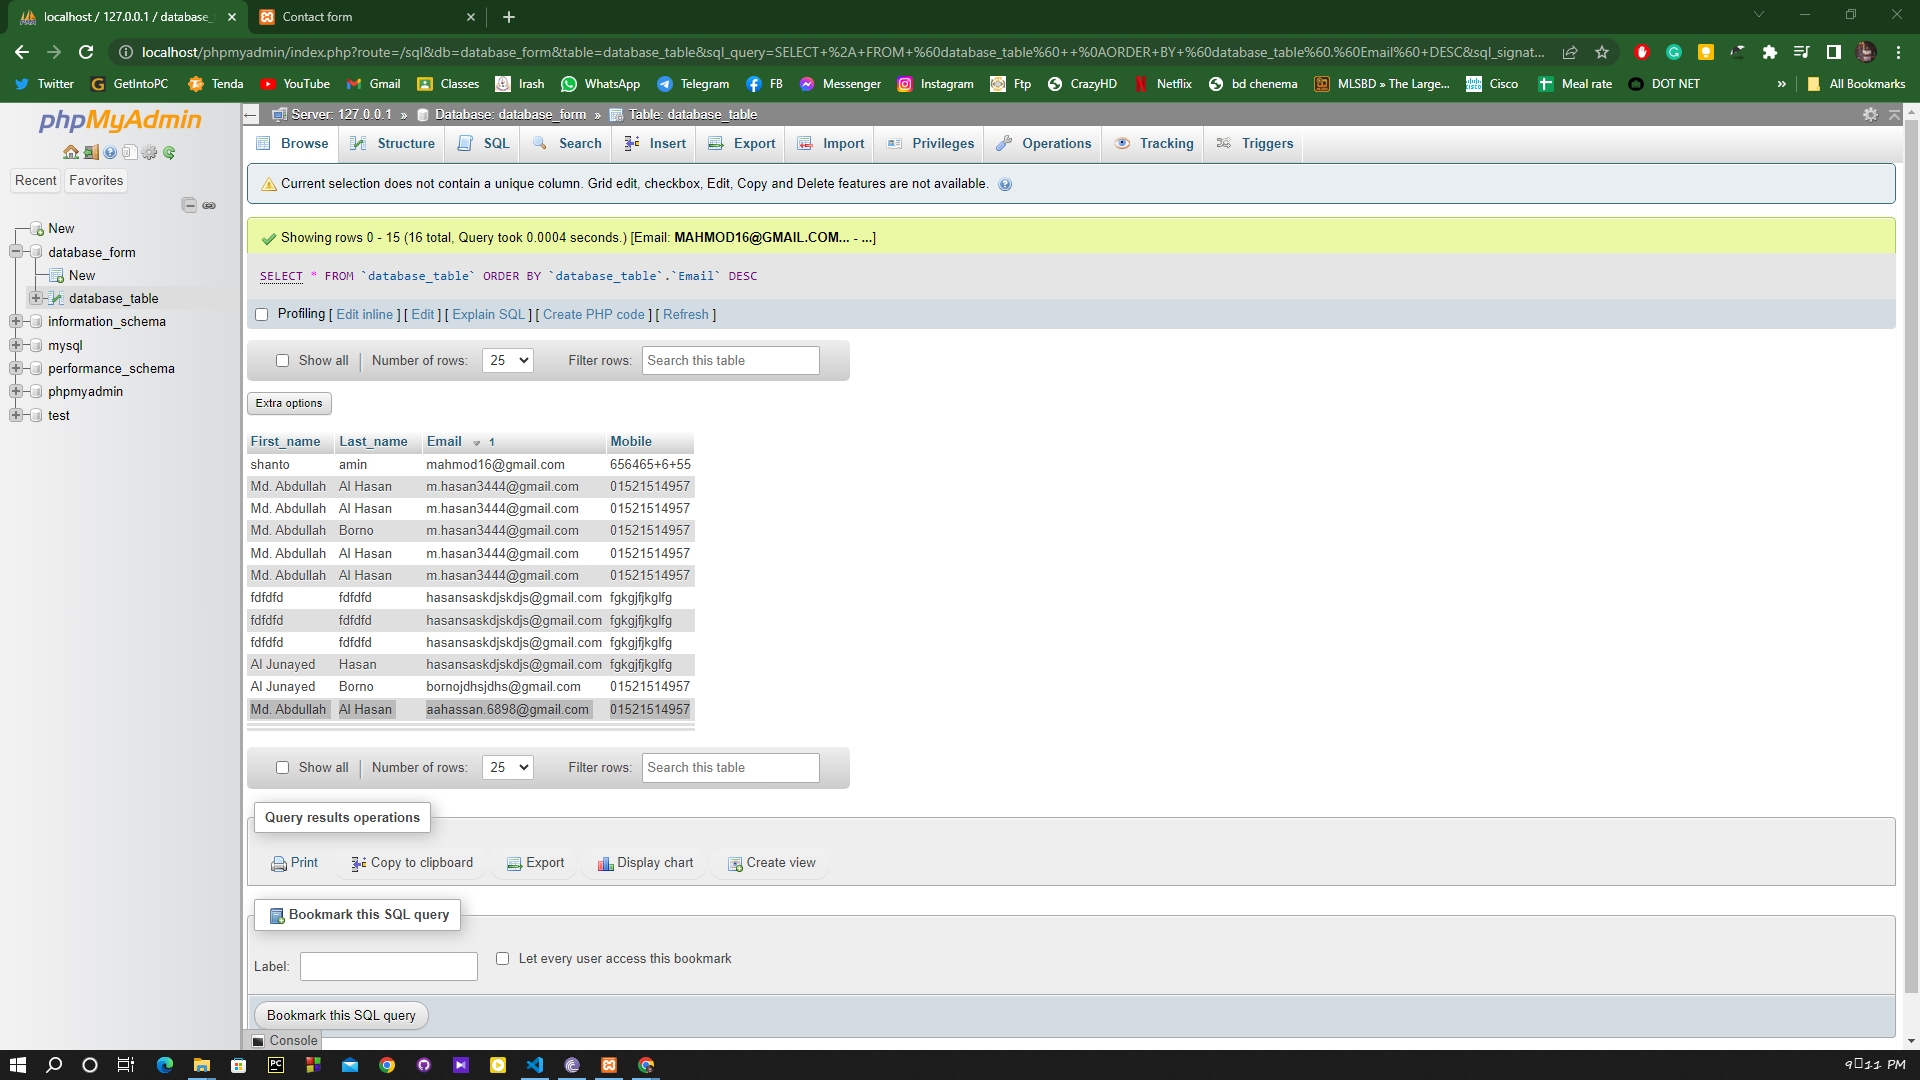 localhost / 127.0.0.1 / database_
Contact form
localhost/phpmyadmin/index.php?route=/sql&db=database_form&table=database_table&sql_query=SELECT+%2A+FROM+%60database_table%60++%0AORDER+BY+%60database_table%60.%60Email%60+DESC&sql_signat...
Twitter GetIntoPC Tenda YouTube Gmail Classes Irash WhatsApp Telegram FB Messenger Instagram Ftp CrazyHD Netflix bd chenema MLSBD » The Large... Cisco Meal rate DOT NET » All Bookmarks
phpMyAdmin
Recent Favorites
New
database_form
New
database_table
information_schema
mysql
performance_schema
phpmyadmin
test
Server: 127.0.0.1 » Database: database_form » Table: database_table
Browse Structure SQL Search Insert Export Import Privileges Operations Tracking Triggers
Current selection does not contain a unique column. Grid edit, checkbox, Edit, Copy and Delete features are not available.
Showing rows 0 - 15 (16 total, Query took 0.0004 seconds.) [Email: MAHMOD16@GMAIL.COM... - ...]
SELECT * FROM `database_table` ORDER BY `database_table`.`Email` DESC
Profiling [ Edit inline ] [ Edit ] [ Explain SQL ] [ Create PHP code ] [ Refresh ]
Show all | Number of rows: 25 Filter rows: Search this table
Extra options
First_name Last_name Email 1 Mobile
shanto amin mahmod16@gmail.com 656465+6+55
Md. Abdullah Al Hasan m.hasan3444@gmail.com 01521514957
Md. Abdullah Al Hasan m.hasan3444@gmail.com 01521514957
Md. Abdullah Borno m.hasan3444@gmail.com 01521514957
Md. Abdullah Al Hasan m.hasan3444@gmail.com 01521514957
Md. Abdullah Al Hasan m.hasan3444@gmail.com 01521514957
fdfdfd fdfdfd hasansaskdjskdjs@gmail.com fgkgjfjkglfg
fdfdfd fdfdfd hasansaskdjskdjs@gmail.com fgkgjfjkglfg
fdfdfd fdfdfd hasansaskdjskdjs@gmail.com fgkgjfjkglfg
Al Junayed Hasan hasansaskdjskdjs@gmail.com fgkgjfjkglfg
Al Junayed Borno bornojdhsjdhs@gmail.com 01521514957
Md. Abdullah Al Hasan aahassan.6898@gmail.com 01521514957
Show all | Number of rows: 25 Filter rows: Search this table
Query results operations
Print Copy to clipboard Export Display chart Create view
Bookmark this SQL query
Label: Let every user access this bookmark
Bookmark this SQL query
Console
9 11 PM